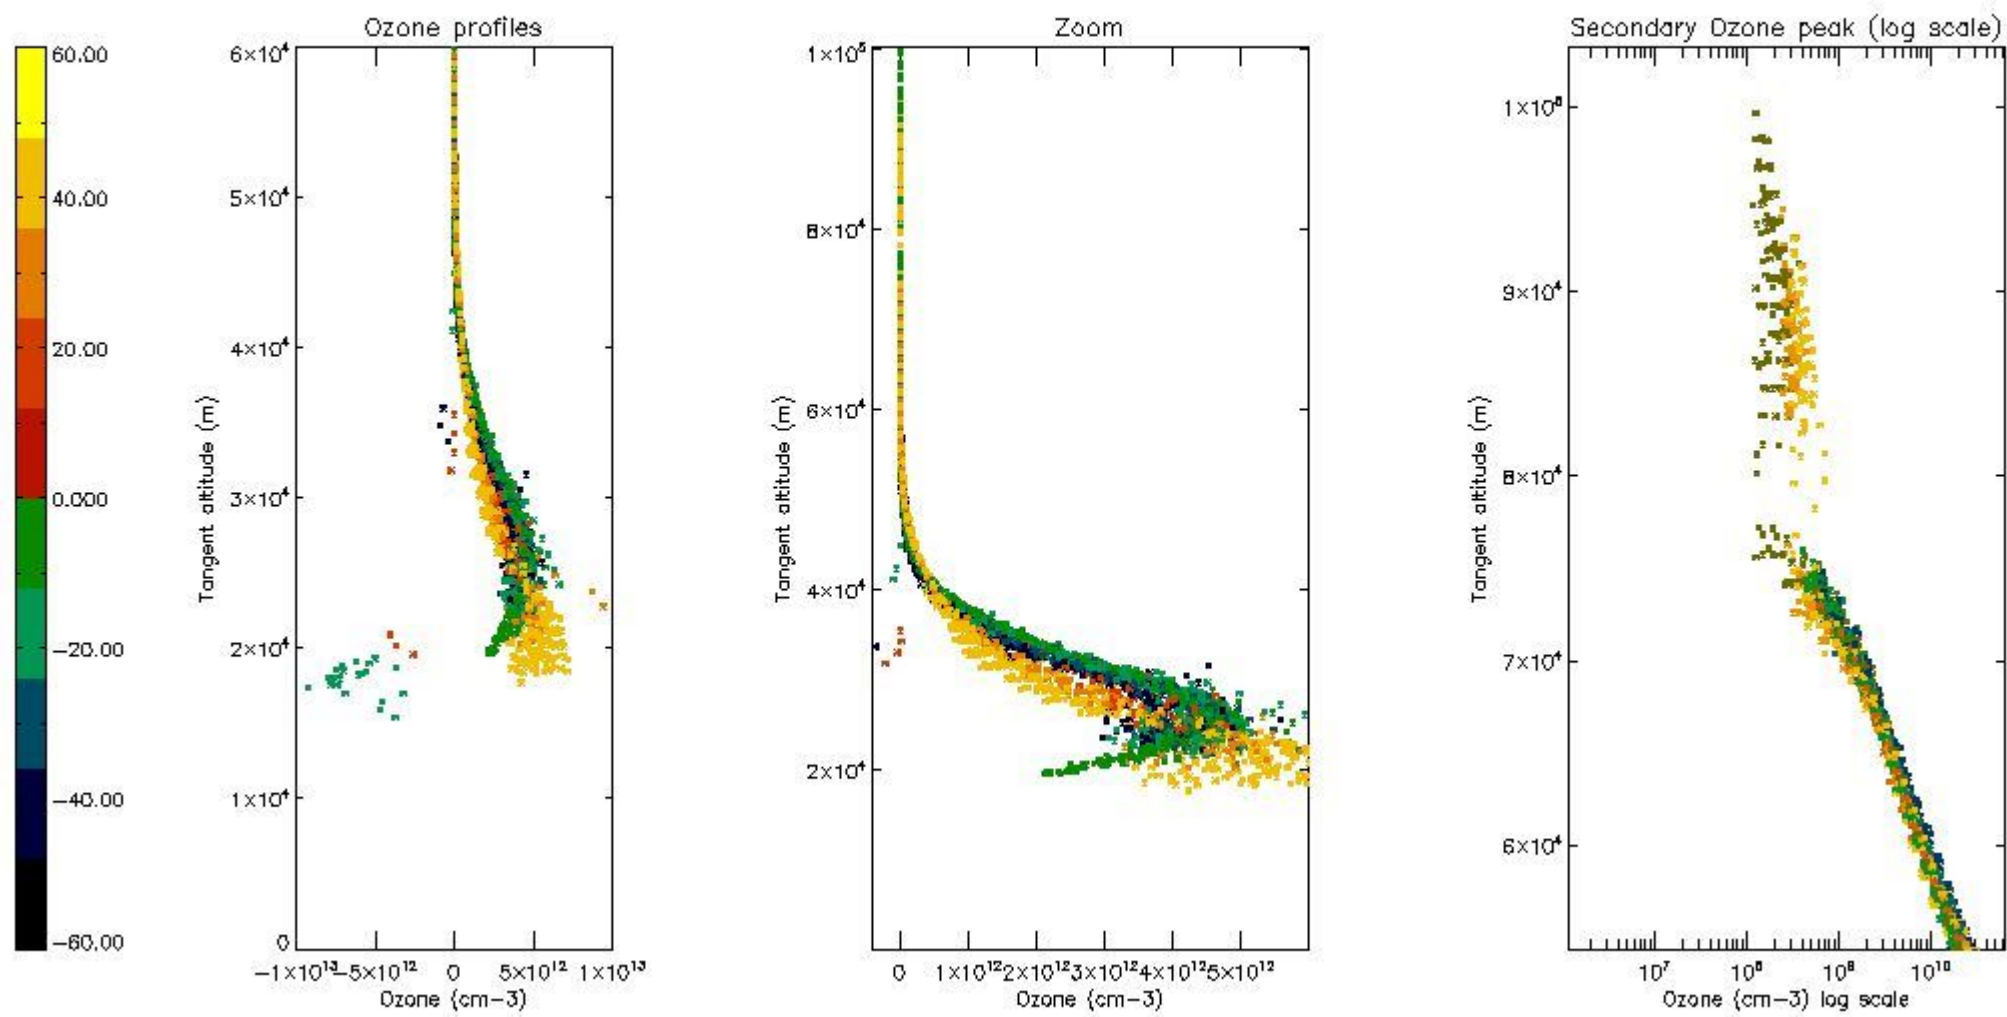 Ozone profiles
Zoom
Secondary Ozone peak (log scale)
60.00
40.00
20.00
0.000
−20.00
−40.00
−60.00
6×10⁴
5×10⁴
4×10⁴
3×10⁴
2×10⁴
1×10⁴
0
Tangent altitude (m)
−1×10¹³ −5×10¹² 0 5×10¹² 1×10¹³
Ozone (cm−3)
1×10⁵
8×10⁴
6×10⁴
4×10⁴
2×10⁴
Tangent altitude (m)
0 1×10¹² 2×10¹² 3×10¹² 4×10¹² 5×10¹²
Ozone (cm−3)
9×10⁴
8×10⁴
7×10⁴
6×10⁴
Tangent altitude (m)
10⁷ 10⁸ 10⁹ 10¹⁰
Ozone (cm−3) log scale